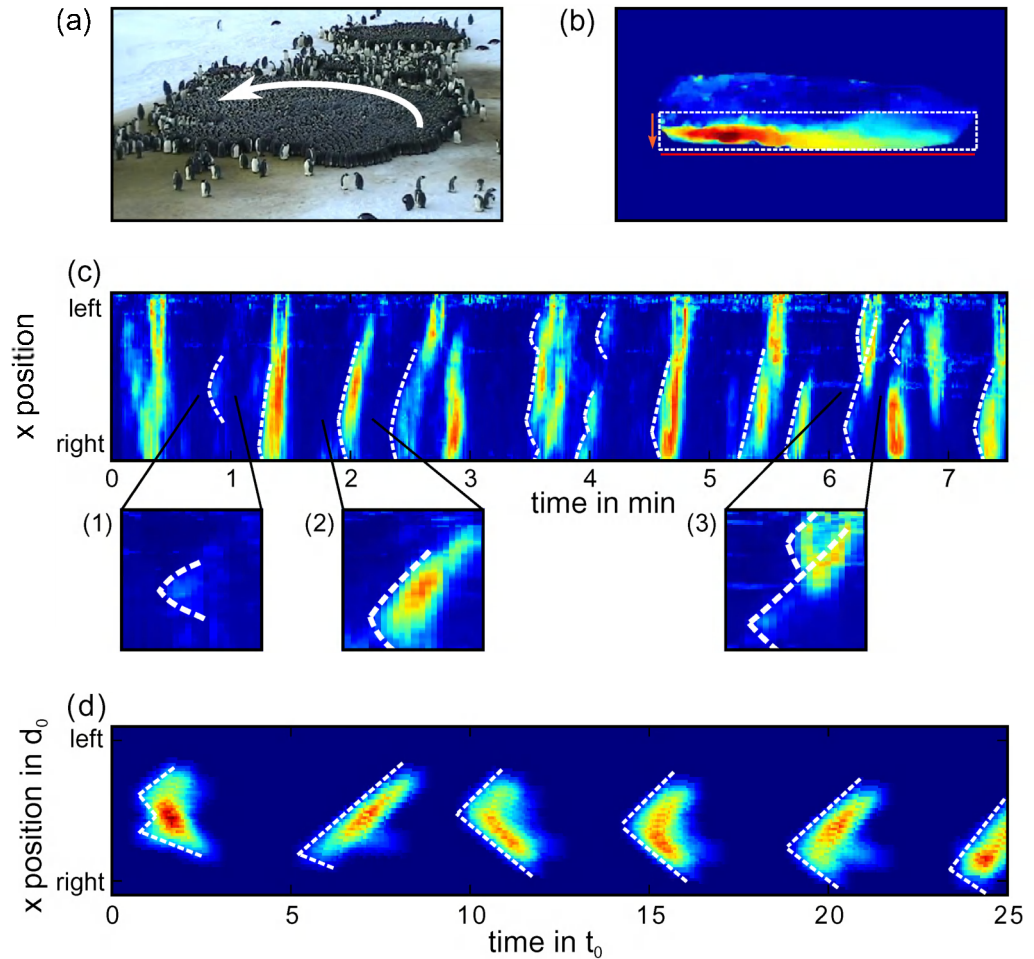 (a)
(b)
(c)
x position
left
right
0 1 2 3 4 5 6 7
time in min
(1)
(2)
(3)
(d)
x position in d₀
left
right
0 5 10 15 20 25
time in t₀